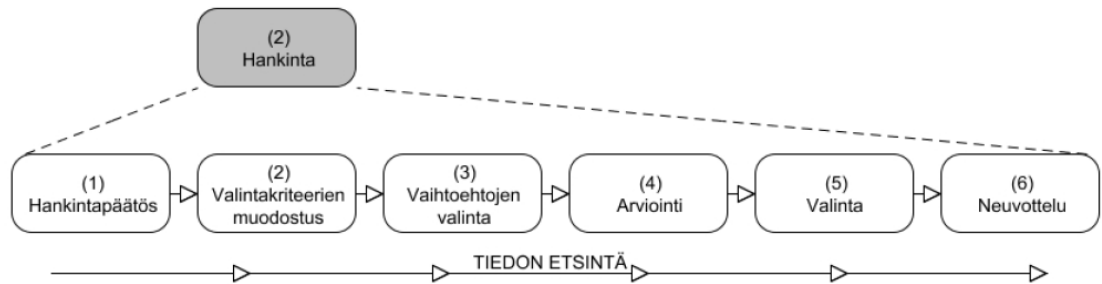 (2)
Hankinta
(1)
Hankintapäätös
(2)
Valintakriteerien
muodostus
(3)
Vaihtoehtojen
valinta
(4)
Arviointi
(5)
Valinta
(6)
Neuvottelu
TIEDON ETSINTÄ